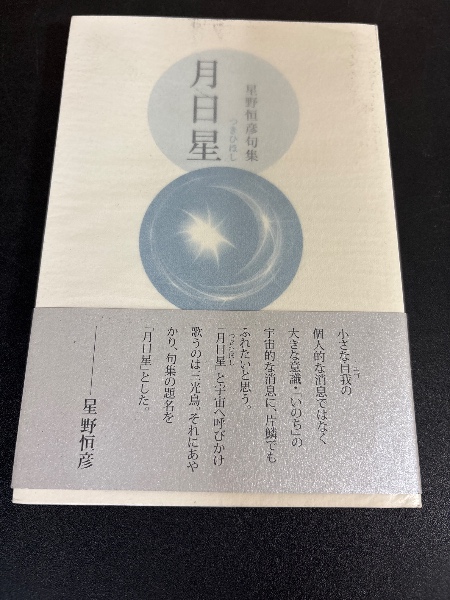 星野恒彦句集
月日星
つきひほし
小さな自我の
個人的な消息ではなく
大きな意識・「いのち」の
宇宙的な消息に、片鱗でも
ふれたいと思う。
「月日星」と宇宙へ呼びかけ
歌うのは三光鳥。それにあや
かり、句集の題名を
「月日星」とした。
星野恒彦